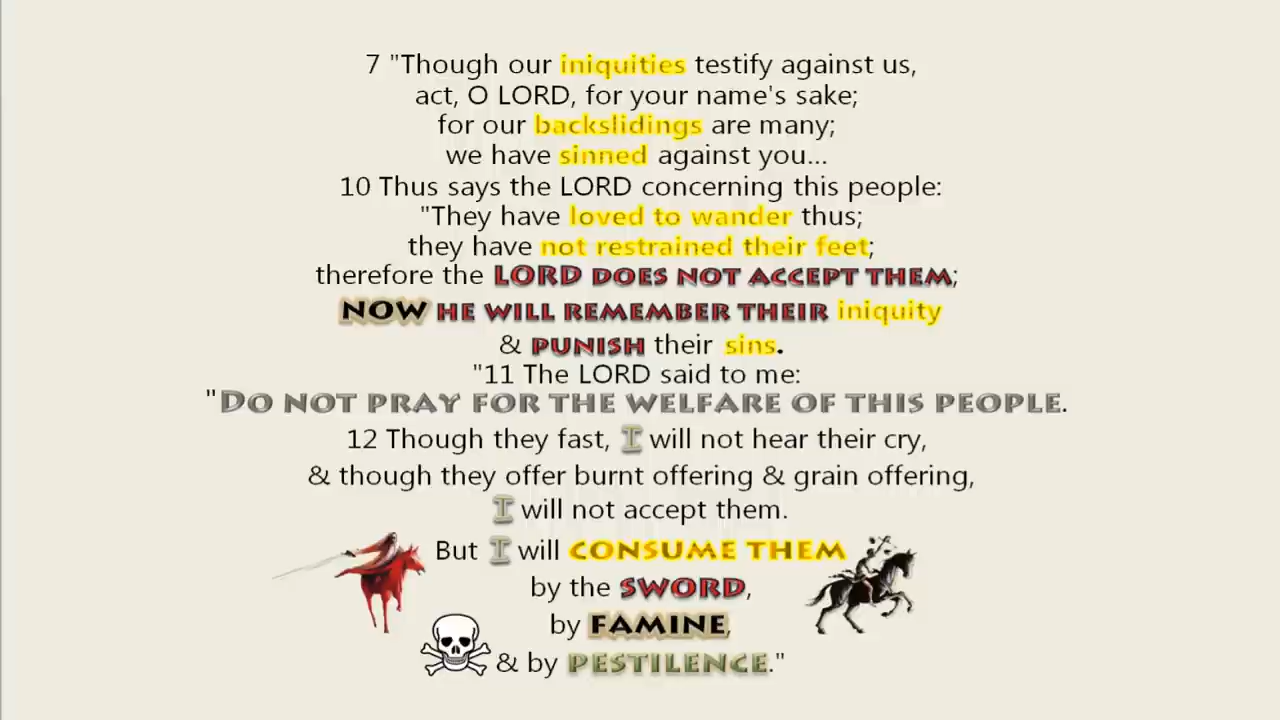 7 "Though our iniquities testify against us,
act, O LORD, for your name's sake;
for our backslidings are many;
we have sinned against you...
10 Thus says the LORD concerning this people:
"They have loved to wander thus;
they have not restrained their feet;
therefore the LORD DOES NOT ACCEPT THEM;
NOW HE WILL REMEMBER THEIR iniquity
& PUNISH their sins.
"11 The LORD said to me:
"DO NOT PRAY FOR THE WELFARE OF THIS PEOPLE.
12 Though they fast, I will not hear their cry,
& though they offer burnt offering & grain offering,
I will not accept them.
But I will CONSUME THEM
by the SWORD,
by FAMINE,
& by PESTILENCE."